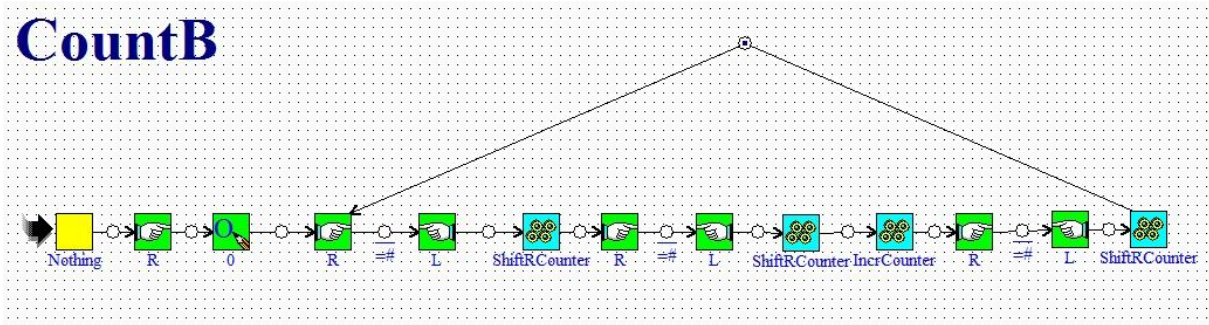 CountB
Nothing R 0 R =# L ShiftRCounter R =# L ShiftRCounter IncrCounter R =# L ShiftRCounter